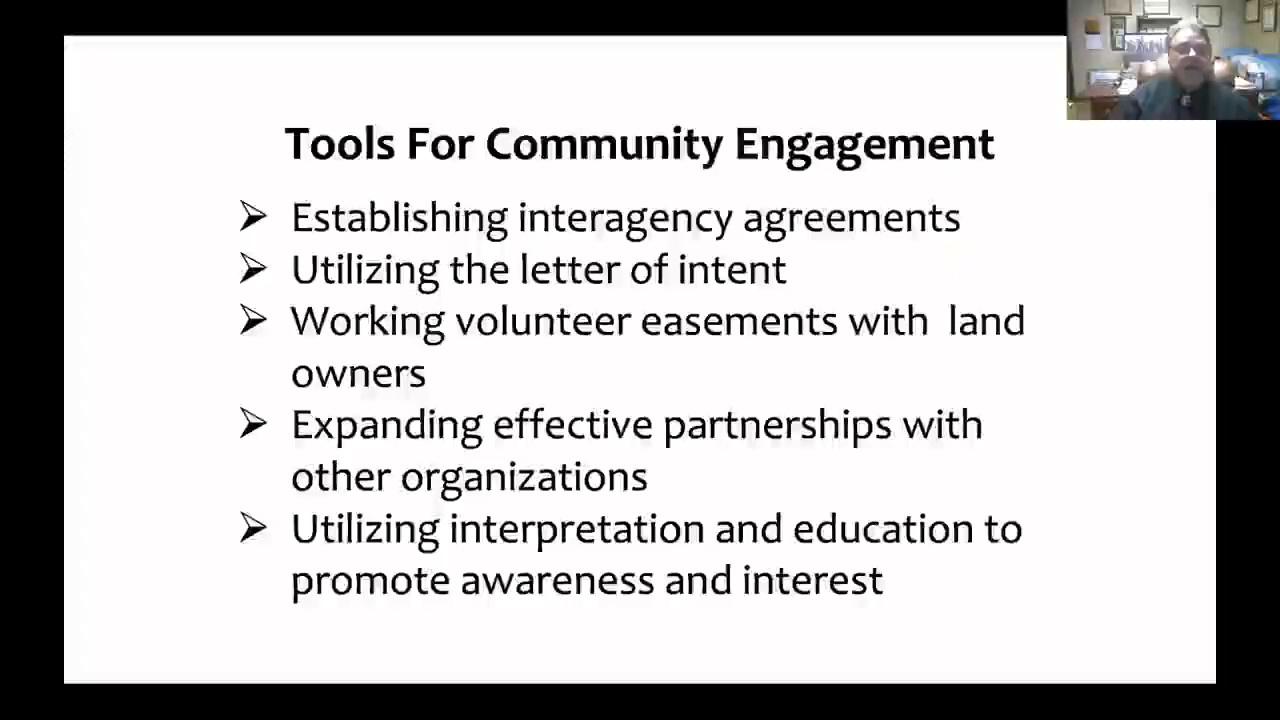 Tools For Community Engagement
➢ Establishing interagency agreements
➢ Utilizing the letter of intent
➢ Working volunteer easements with  land
owners
➢ Expanding effective partnerships with
other organizations
➢ Utilizing interpretation and education to
promote awareness and interest